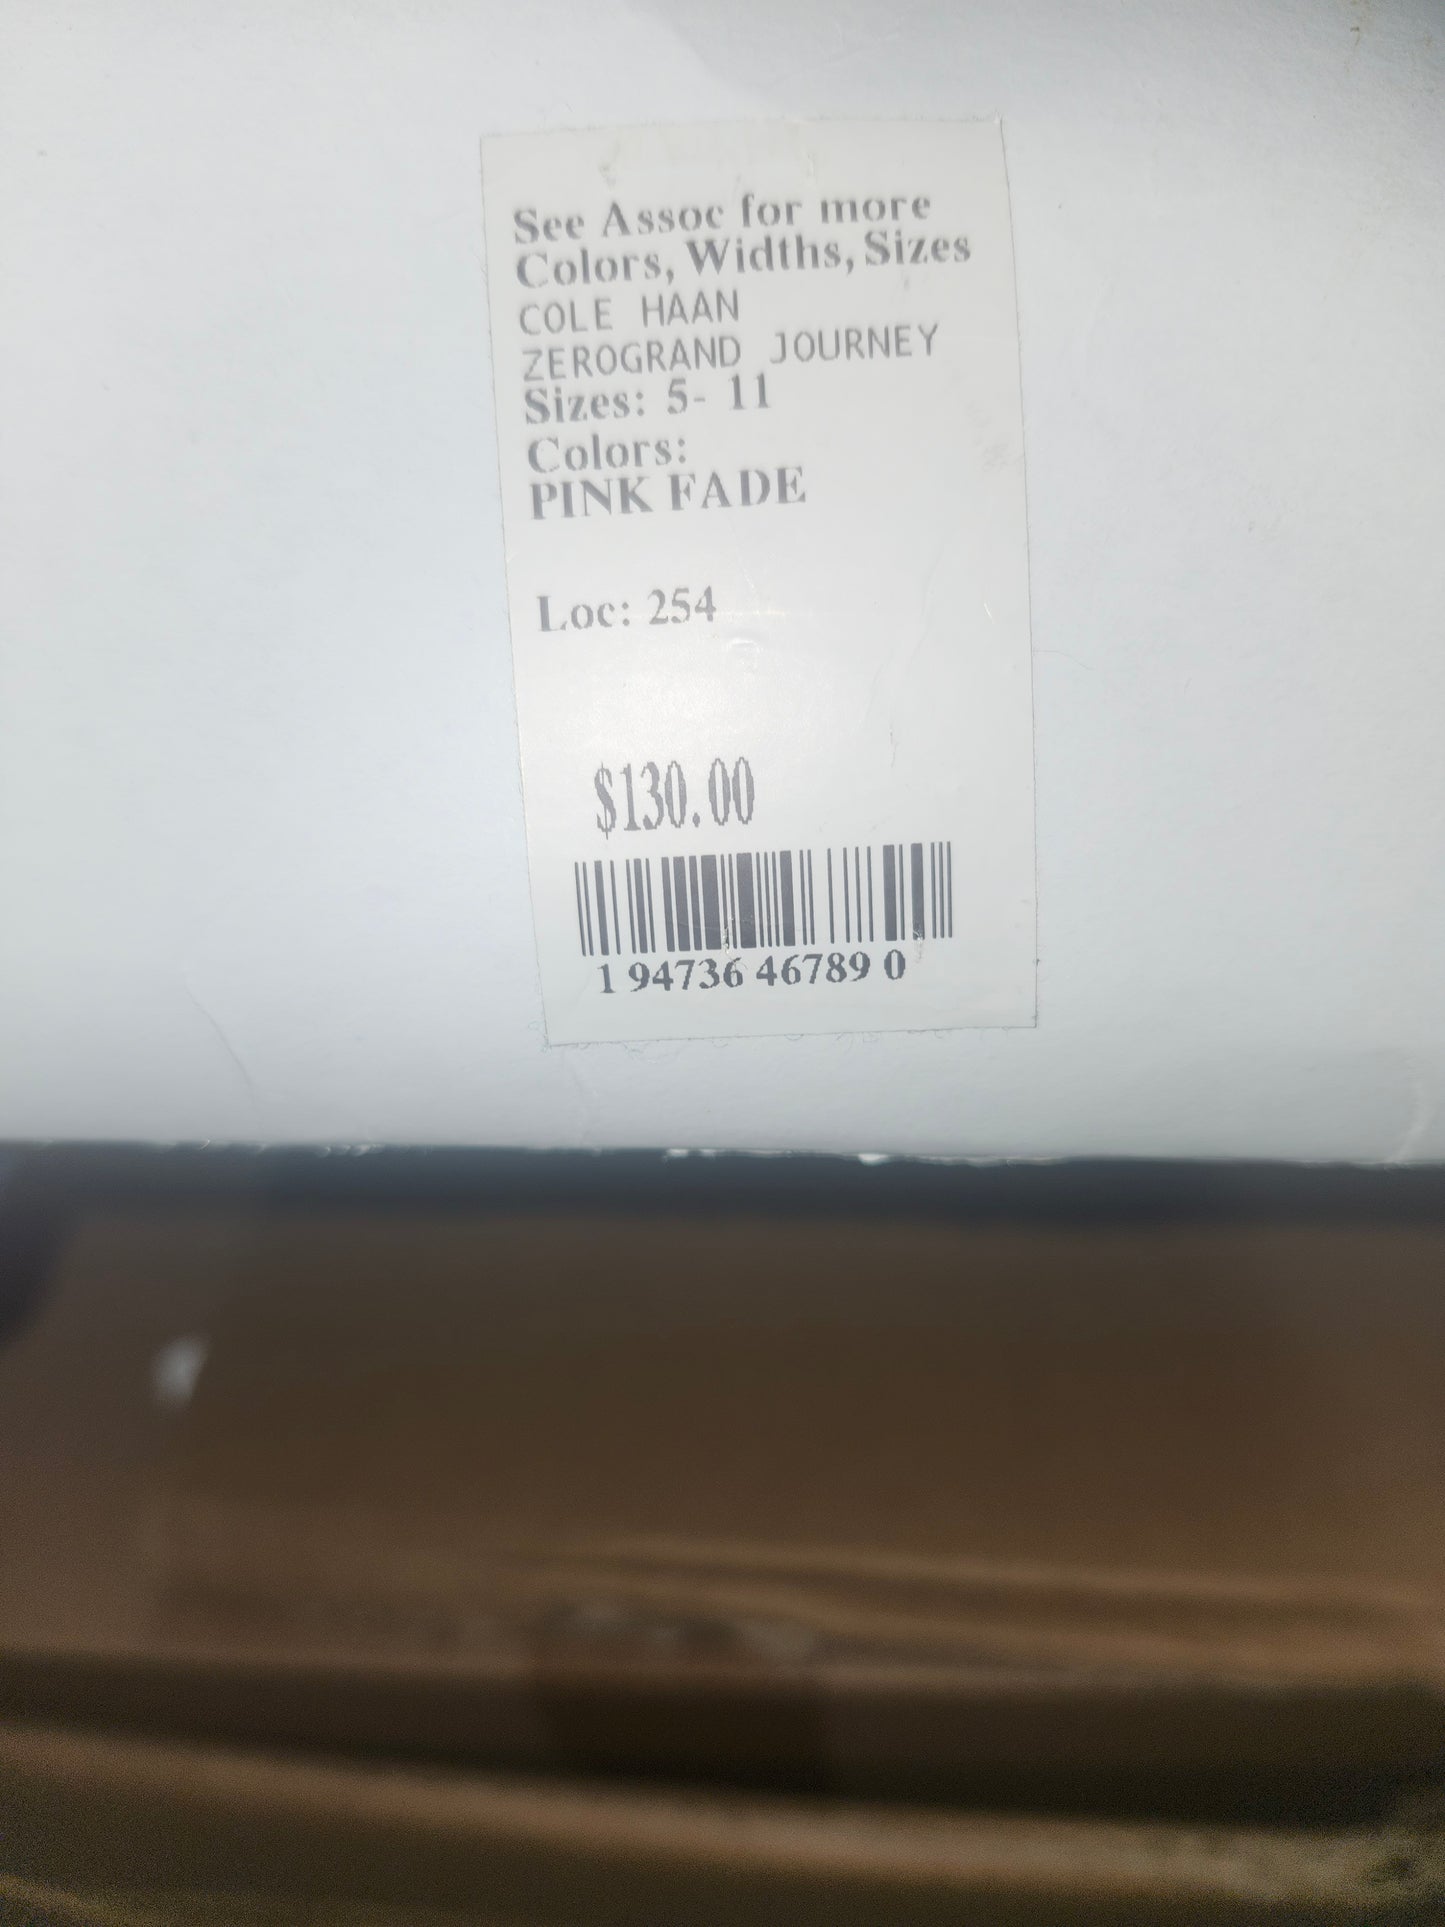 See Assoc for more
Colors, Widths, Sizes
COLE HAAN
ZEROGRAND JOURNEY
Sizes: 5- 11
Colors:
PINK FADE
Loc: 254
$130.00
1 94736 46789 0